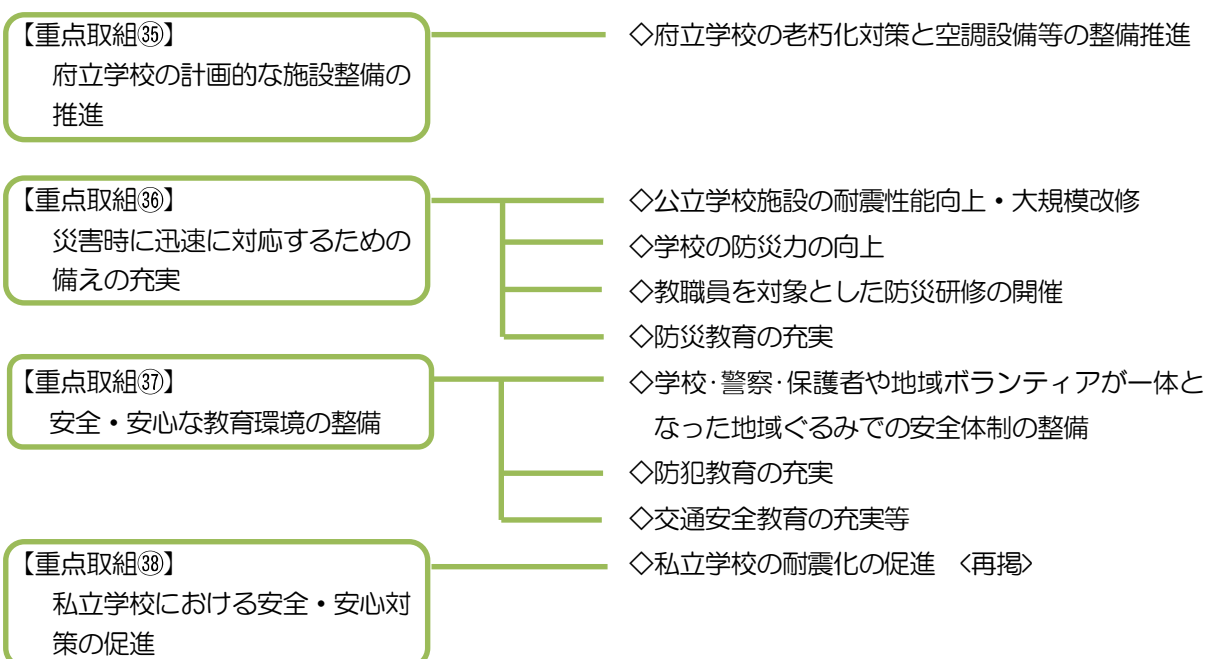 【重点取組㉟】
府立学校の計画的な施設整備の
推進
◇府立学校の老朽化対策と空調設備等の整備推進
【重点取組㊱】
災害時に迅速に対応するための
備えの充実
◇公立学校施設の耐震性能向上・大規模改修
◇学校の防災力の向上
◇教職員を対象とした防災研修の開催
◇防災教育の充実
【重点取組㊲】
安全・安心な教育環境の整備
◇学校・警察・保護者や地域ボランティアが一体と
なった地域ぐるみでの安全体制の整備
◇防犯教育の充実
◇交通安全教育の充実等
【重点取組㊳】
私立学校における安全・安心対
策の促進
◇私立学校の耐震化の促進　<再掲>